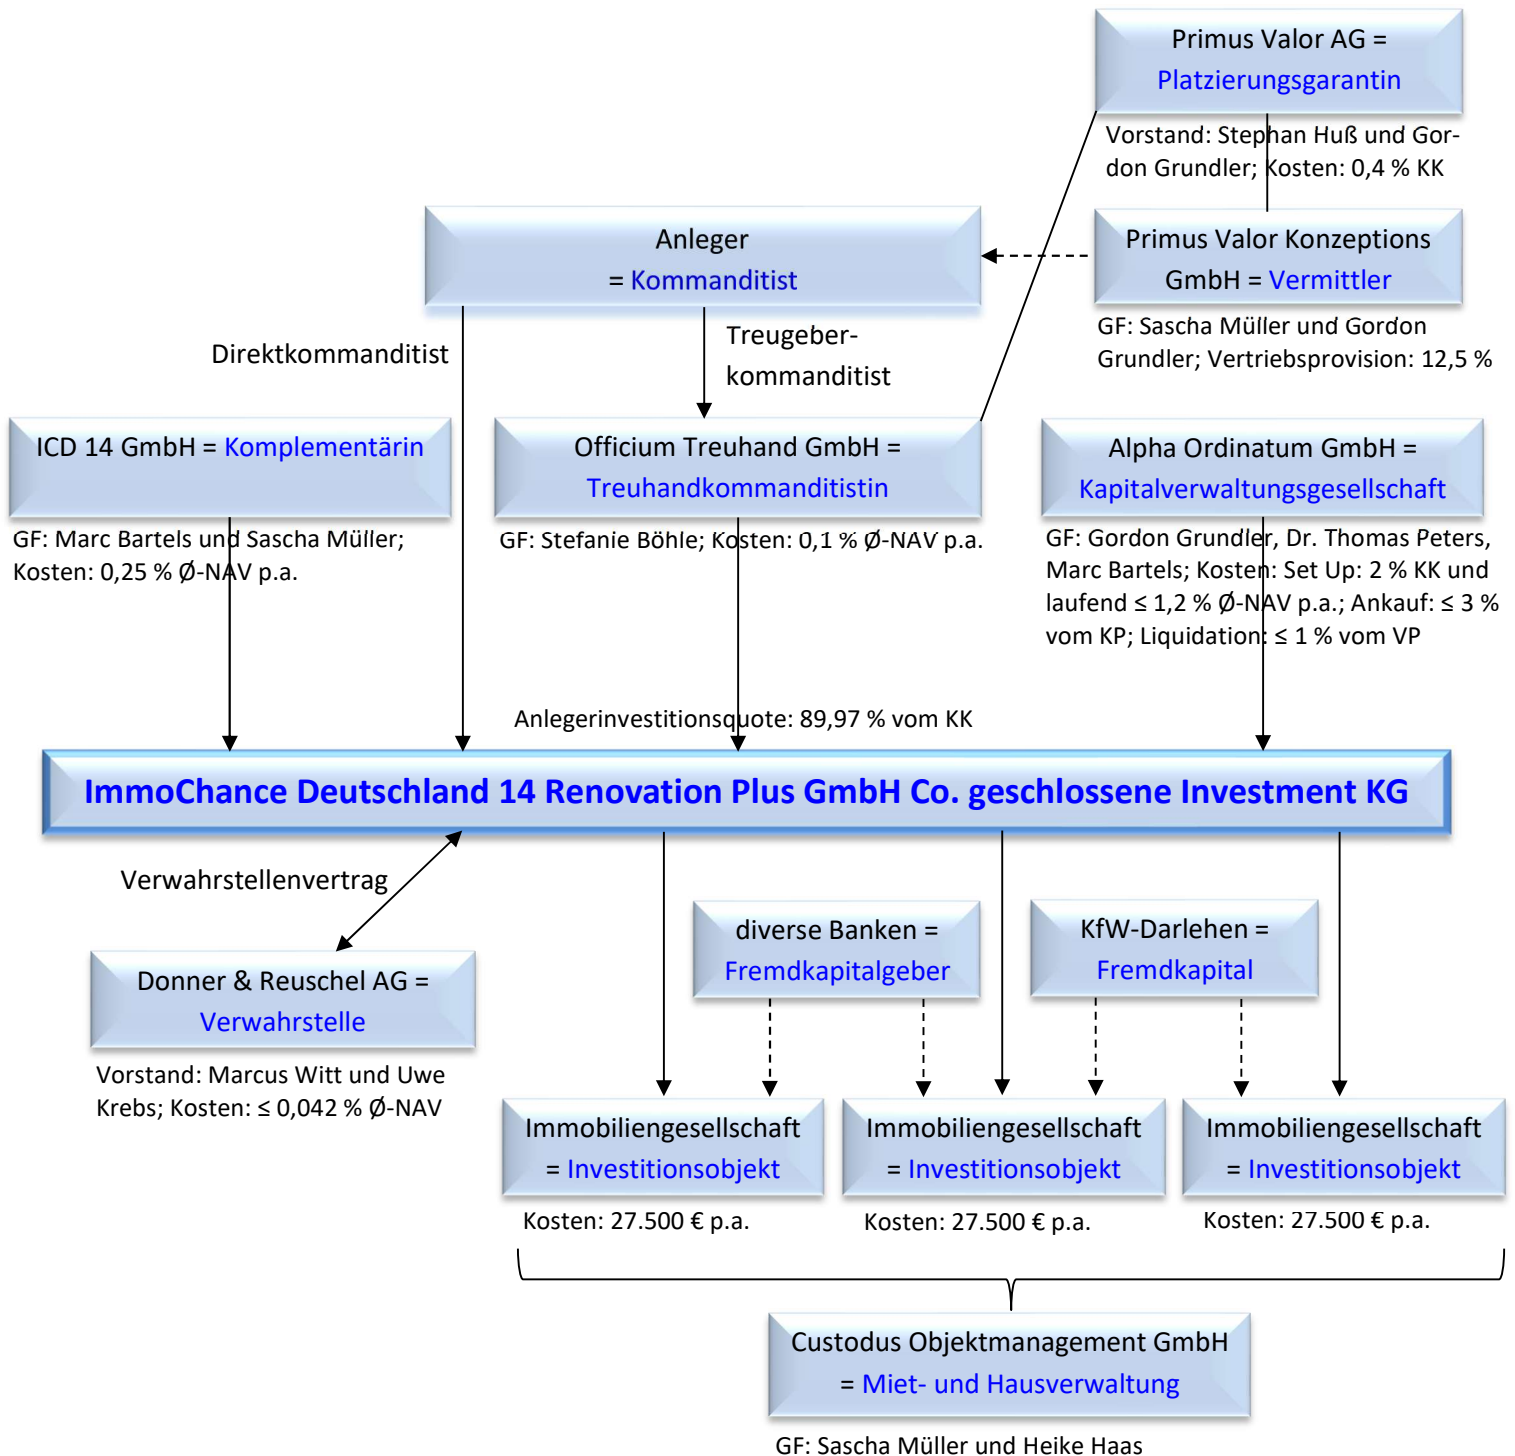 Primus Valor AG =
Platzierungsgarantin
Vorstand: Stephan Huß und Gor-
don Grundler; Kosten: 0,4 % KK
Anleger
= Kommanditist
Primus Valor Konzeptions
GmbH = Vermittler
GF: Sascha Müller und Gordon
Grundler; Vertriebsprovision: 12,5 %
Direktkommanditist
Treugeber-
kommanditist
ICD 14 GmbH = Komplementärin
GF: Marc Bartels und Sascha Müller;
Kosten: 0,25 % Ø-NAV p.a.
Officium Treuhand GmbH =
Treuhandkommanditistin
GF: Stefanie Böhle; Kosten: 0,1 % Ø-NAV p.a.
Alpha Ordinatum GmbH =
Kapitalverwaltungsgesellschaft
GF: Gordon Grundler, Dr. Thomas Peters,
Marc Bartels; Kosten: Set Up: 2 % KK und
laufend ≤ 1,2 % Ø-NAV p.a.; Ankauf: ≤ 3 %
vom KP; Liquidation: ≤ 1 % vom VP
Anlegerinvestitionsquote: 89,97 % vom KK
ImmoChance Deutschland 14 Renovation Plus GmbH Co. geschlossene Investment KG
Verwahrstellenvertrag
Donner & Reuschel AG =
Verwahrstelle
Vorstand: Marcus Witt und Uwe
Krebs; Kosten: ≤ 0,042 % Ø-NAV
diverse Banken =
Fremdkapitalgeber
KfW-Darlehen =
Fremdkapital
Immobiliengesellschaft
= Investitionsobjekt
Kosten: 27.500 € p.a.
Immobiliengesellschaft
= Investitionsobjekt
Kosten: 27.500 € p.a.
Immobiliengesellschaft
= Investitionsobjekt
Kosten: 27.500 € p.a.
Custodus Objektmanagement GmbH
= Miet- und Hausverwaltung
GF: Sascha Müller und Heike Haas